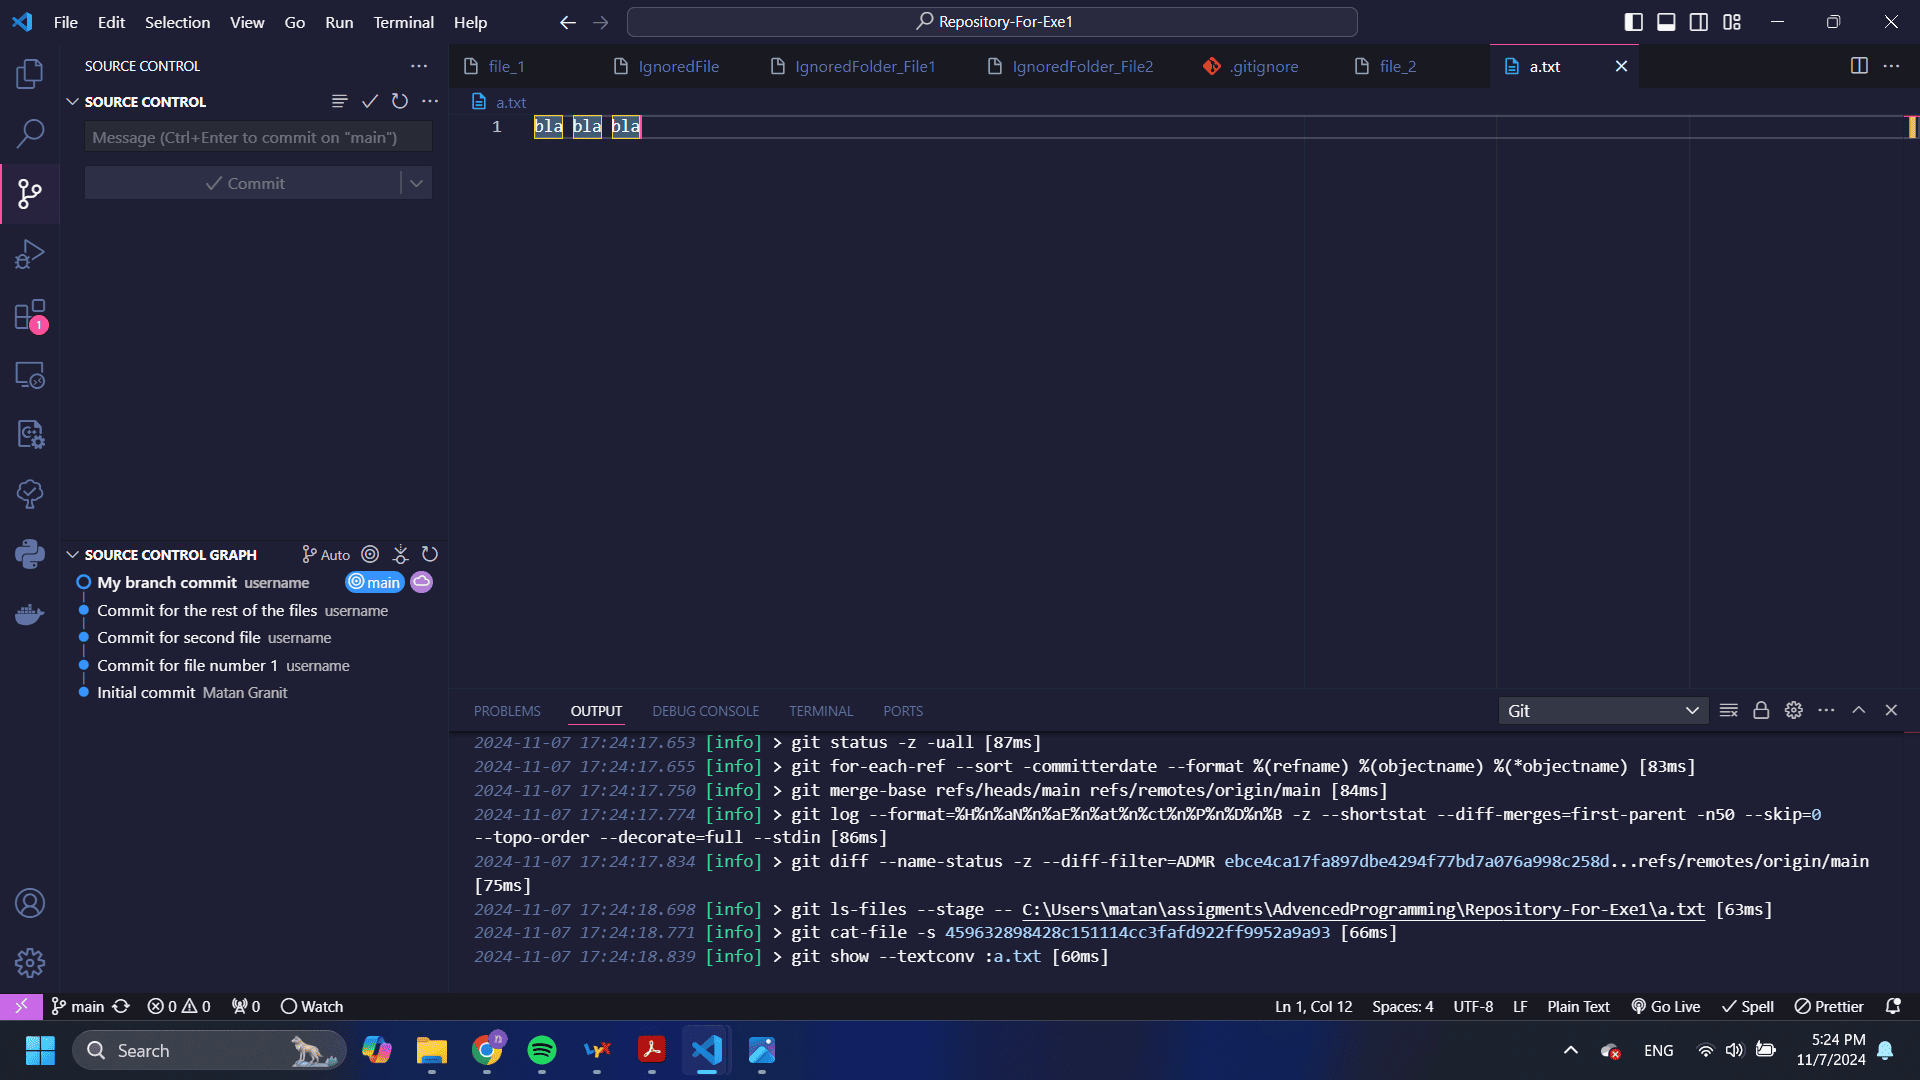 File Edit Selection View Go Run Terminal Help
Repository-For-Exe1
SOURCE CONTROL
SOURCE CONTROL
Message (Ctrl+Enter to commit on "main")
Commit
1
SOURCE CONTROL GRAPH
Auto
My branch commit username main
Commit for the rest of the files username
Commit for second file username
Commit for file number 1 username
Initial commit Matan Granit
file_1 IgnoredFile IgnoredFolder_File1 IgnoredFolder_File2 .gitignore file_2 a.txt
a.txt
1 bla bla bla
PROBLEMS OUTPUT DEBUG CONSOLE TERMINAL PORTS
Git
2024-11-07 17:24:17.653 [info] > git status -z -uall [87ms]
2024-11-07 17:24:17.655 [info] > git for-each-ref --sort -committerdate --format %(refname) %(objectname) %(*objectname) [83ms]
2024-11-07 17:24:17.750 [info] > git merge-base refs/heads/main refs/remotes/origin/main [84ms]
2024-11-07 17:24:17.774 [info] > git log --format=%H%n%aN%n%aE%n%at%n%ct%n%P%n%D%n%B -z --shortstat --diff-merges=first-parent -n50 --skip=0
--topo-order --decorate=full --stdin [86ms]
2024-11-07 17:24:17.834 [info] > git diff --name-status -z --diff-filter=ADMR ebce4ca17fa897dbe4294f77bd7a076a998c258d...refs/remotes/origin/main
[75ms]
2024-11-07 17:24:18.698 [info] > git ls-files --stage -- C:\Users\matan\assigments\AdvencedProgramming\Repository-For-Exe1\a.txt [63ms]
2024-11-07 17:24:18.771 [info] > git cat-file -s 459632898428c151114cc3fafd922ff9952a9a93 [66ms]
2024-11-07 17:24:18.839 [info] > git show --textconv :a.txt [60ms]
main 0 0 0 Watch
Ln 1, Col 12 Spaces: 4 UTF-8 LF Plain Text Go Live Spell Prettier
Search
n
ENG
5:24 PM
11/7/2024